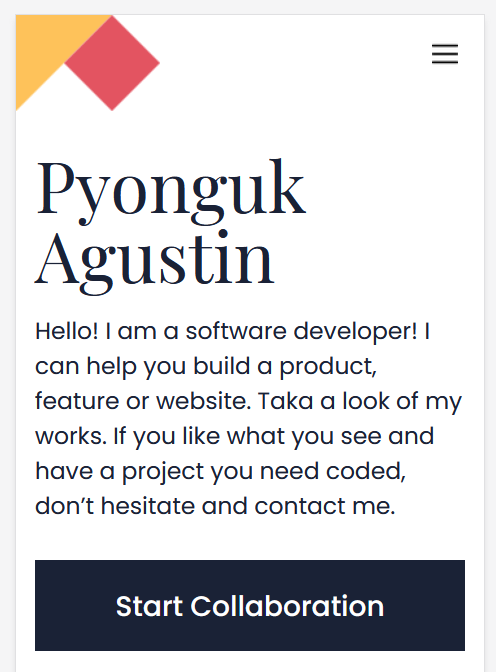 Pyonguk
Agustin
Hello! I am a software developer! I
can help you build a product,
feature or website. Taka a look of my
works. If you like what you see and
have a project you need coded,
don’t hesitate and contact me.
Start Collaboration